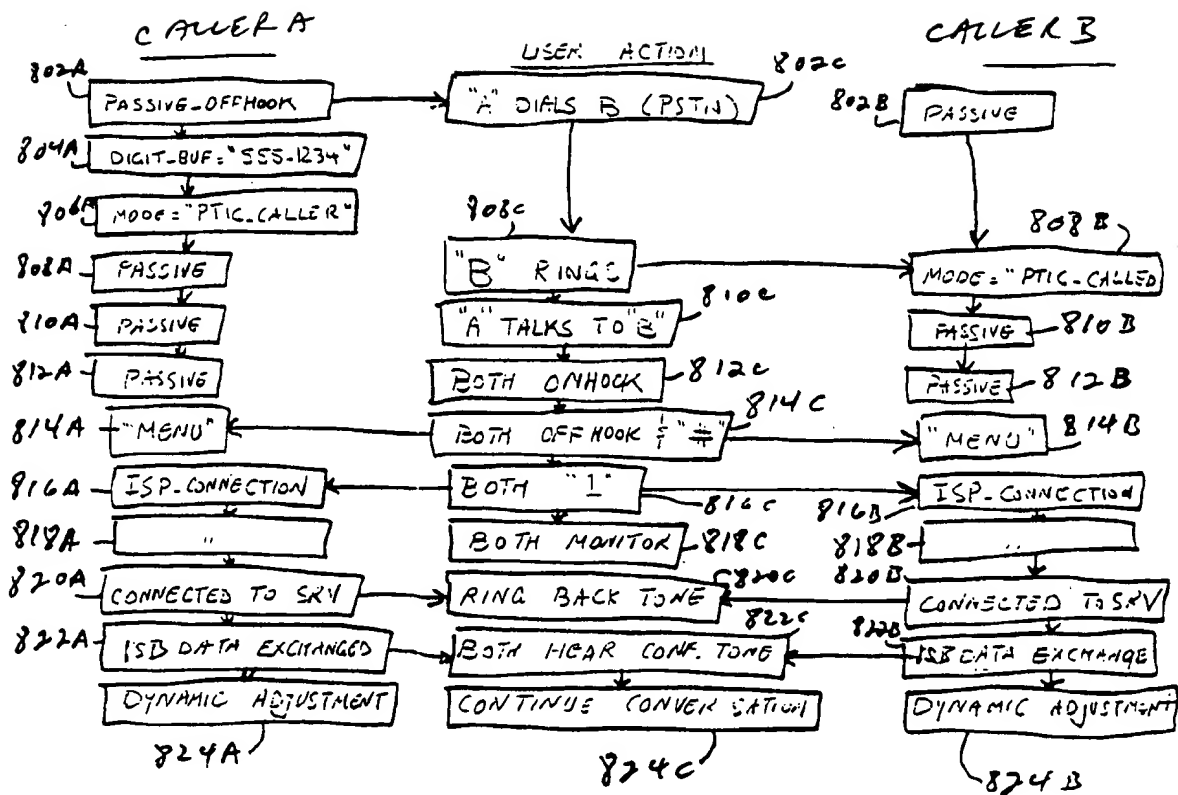 CALLER A
USER ACTION
CALLER B
802A
PASSIVE_OFFHOOK
"A" DIALS B (PSTN)
802C
802B
PASSIVE
804A
DIGIT_BUF="555-1234"
806A
MODE="PTIC_CALLER"
808C
808B
808A
PASSIVE
"B" RINGS
MODE="PTIC_CALLED
810A
PASSIVE
"A" TALKS TO "B"
810C
PASSIVE
810B
812A
PASSIVE
BOTH ONHOOK
812C
PASSIVE
812B
814A
"MENU"
BOTH OFFHOOK & "#"
814C
"MENU"
814B
816A
ISP_CONNECTION
BOTH "1"
816C
816B
ISP_CONNECTION
818A
"
BOTH MONITOR
818C
818B
"
820A
CONNECTED TO SRV
RING BACK TONE
820C
820B
CONNECTED TO SRV
822A
ISB DATA EXCHANGED
BOTH HEAR CONF. TONE
822C
822B
ISB DATA EXCHANGE
DYNAMIC ADJUSTMENT
CONTINUE CONVERSATION
DYNAMIC ADJUSTMENT
824A
824C
824B